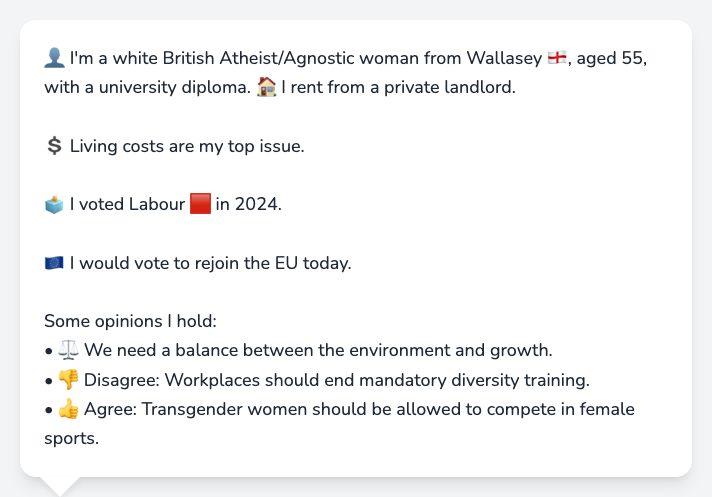 👤 I'm a white British Atheist/Agnostic woman from Wallasey 🏴󠁧󠁢󠁥󠁮󠁧󠁿, aged 55,
with a university diploma. 🏠 I rent from a private landlord.
💲 Living costs are my top issue.
🗳️ I voted Labour 🟥 in 2024.
🇪🇺 I would vote to rejoin the EU today.
Some opinions I hold:
• ⚖️ We need a balance between the environment and growth.
• 👎 Disagree: Workplaces should end mandatory diversity training.
• 👍 Agree: Transgender women should be allowed to compete in female
sports.